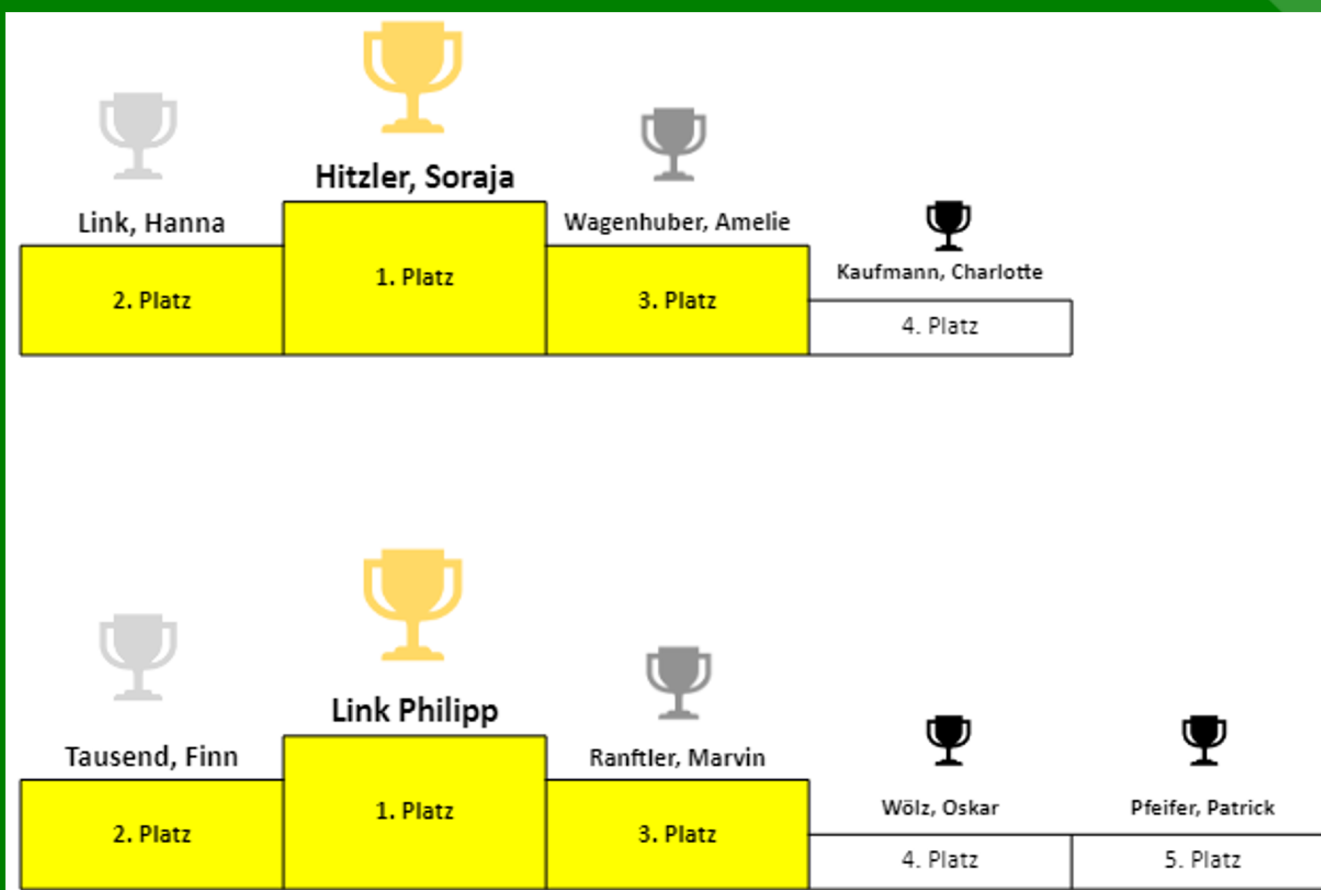 Hitzler, Soraja
Link, Hanna
Wagenhuber, Amelie
Kaufmann, Charlotte
1. Platz
2. Platz
3. Platz
4. Platz
Link Philipp
Tausend, Finn
Ranftler, Marvin
Wölz, Oskar
Pfeifer, Patrick
1. Platz
2. Platz
3. Platz
4. Platz
5. Platz